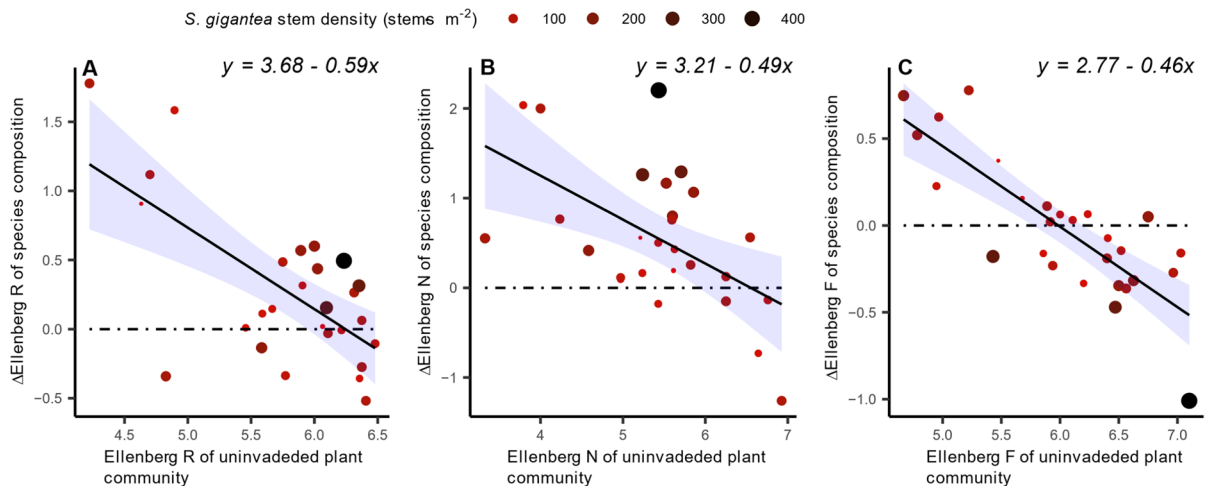 S. gigantea stem density (stems m-2) 100 200 300 400
A
y = 3.68 - 0.59x
ΔEllenberg R of species composition
1.5
1.0
0.5
0.0
−0.5
4.5 5.0 5.5 6.0 6.5
Ellenberg R of uninvadeded plant
community
B
y = 3.21 - 0.49x
ΔEllenberg N of species composition
2
1
0
−1
4 5 6 7
Ellenberg N of uninvadeded plant
community
C
y = 2.77 - 0.46x
ΔEllenberg F of species composition
0.5
0.0
−0.5
−1.0
5.0 5.5 6.0 6.5 7.0
Ellenberg F of uninvadeded plant
community